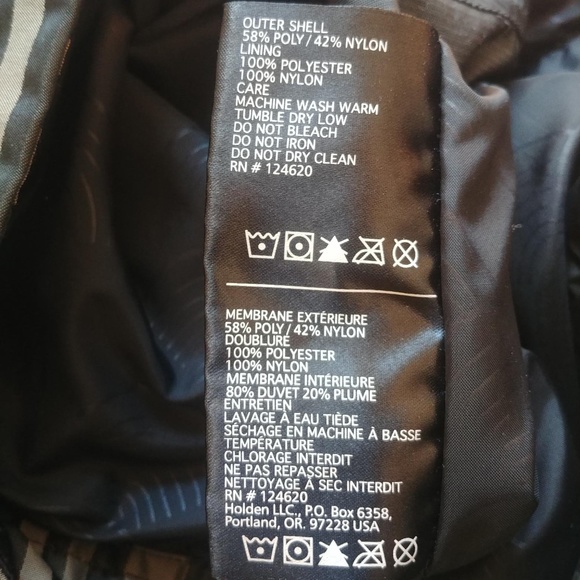 OUTER SHELL
58% POLY / 42% NYLON
LINING
100% POLYESTER
100% NYLON
CARE
MACHINE WASH WARM
TUMBLE DRY LOW
DO NOT BLEACH
DO NOT IRON
DO NOT DRY CLEAN
RN # 124620
MEMBRANE EXTÉRIEURE
58% POLY / 42% NYLON
DOUBLURE
100% POLYESTER
100% NYLON
MEMBRANE INTÉRIEURE
80% DUVET 20% PLUME
ENTRETIEN
LAVAGE À EAU TIÈDE
SÉCHAGE EN MACHINE À BASSE
TEMPÉRATURE
CHLORAGE INTERDIT
NE PAS REPASSER
NETTOYAGE À SEC INTERDIT
RN # 124620
Holden LLC., P.O. Box 6358,
Portland, OR. 97228 USA